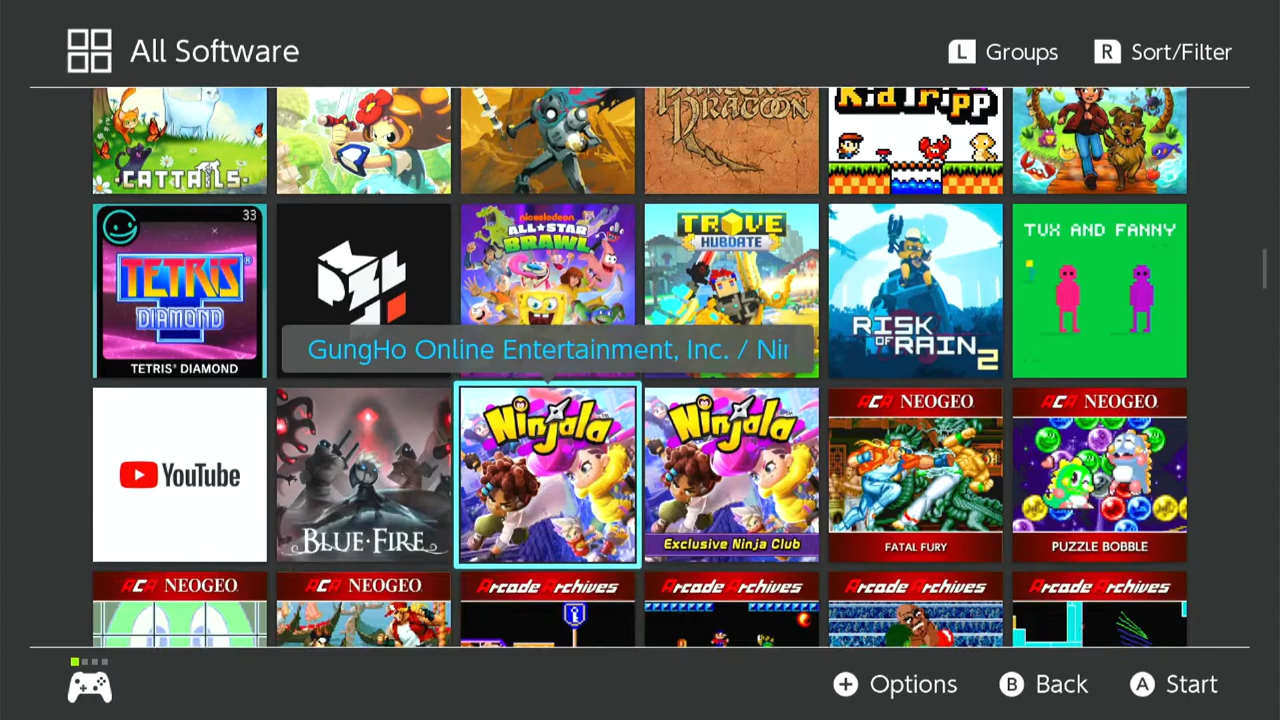 All Software
L Groups
R Sort/Filter
CATTAILS
DRAGOON
KID TRIPP
33
TETRIS®
DIAMOND
TETRIS® DIAMOND
nickelodeon
ALL★STAR
BRAWL
TROVE
HUBDATE
RISK
OF RAIN 2
TUX AND FANNY
GungHo Online Entertainment, Inc. / Nin
YouTube
BLUE·FIRE
Ninjala
Ninjala
Exclusive Ninja Club
ACA NEOGEO
FATAL FURY
ACA NEOGEO
PUZZLE BOBBLE
ACA NEOGEO
ACA NEOGEO
Arcade Archives
Arcade Archives
Arcade Archives
Arcade Archives
+ Options
B Back
A Start